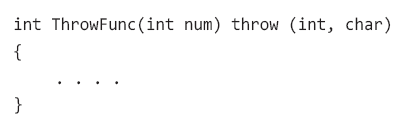 int ThrowFunc(int num) throw (int, char)
{
. . . .
}